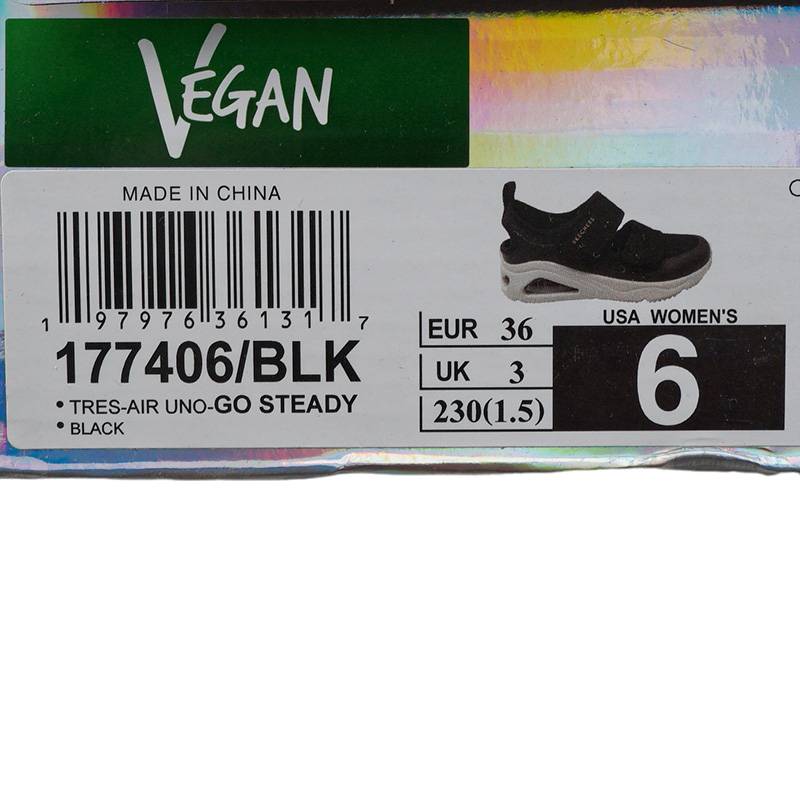 VEGAN
MADE IN CHINA
SKECHERS
1 97976 36131 7
177406/BLK
• TRES-AIR UNO-GO STEADY
• BLACK
EUR 36
UK 3
230(1.5)
USA WOMEN'S
6